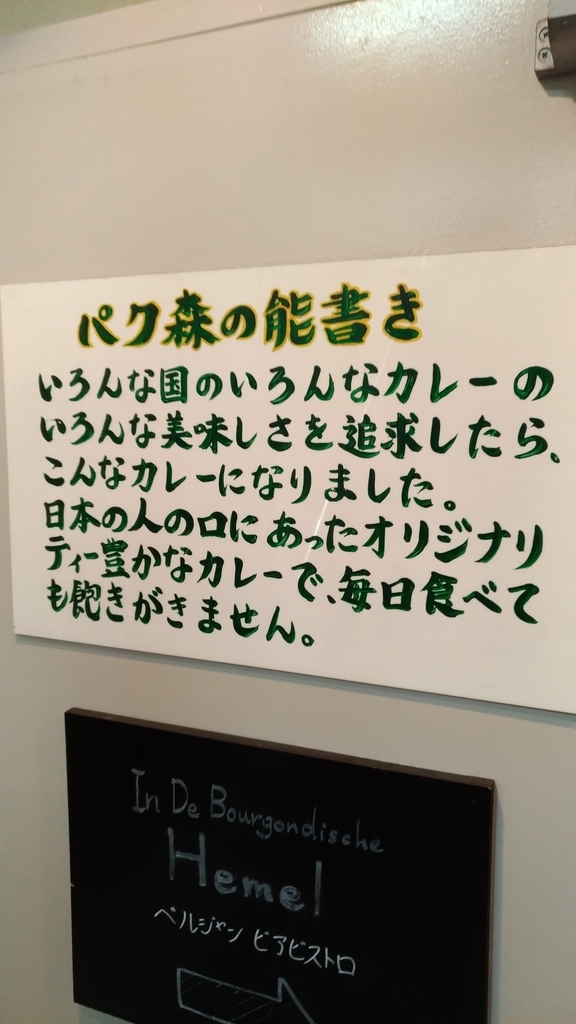 パク森の能書き
いろんな国のいろんなカレーの
いろんな美味しさを追求したら、
こんなカレーになりました。
日本の人の口にあったオリジナリ
ティー豊かなカレーで、毎日食べて
も飽きがきません。
In De Bourgondische
Hemel
ベルジャン ビアビストロ